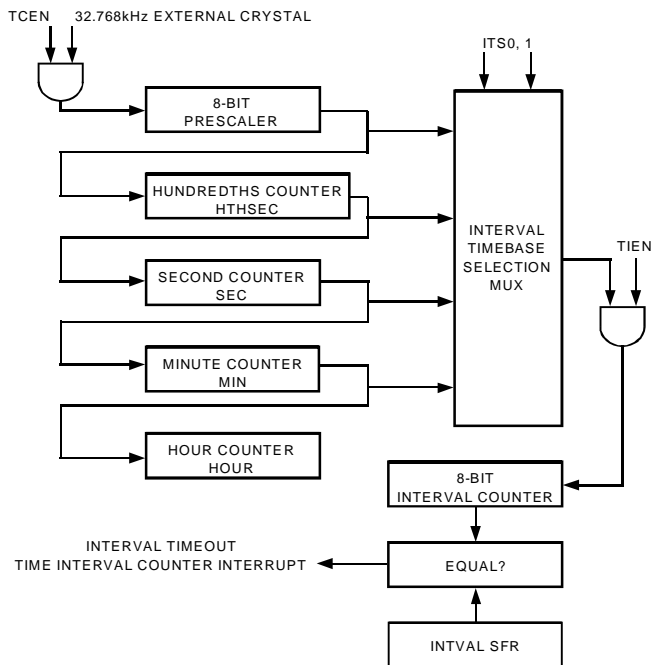 TCEN 32.768kHz EXTERNAL CRYSTAL
ITS0, 1
8-BIT
PRESCALER
HUNDREDTHS COUNTER
HTHSEC
INTERVAL
TIMEBASE
SELECTION
MUX
TIEN
SECOND COUNTER
SEC
MINUTE COUNTER
MIN
HOUR COUNTER
HOUR
8-BIT
INTERVAL COUNTER
INTERVAL TIMEOUT
TIME INTERVAL COUNTER INTERRUPT
EQUAL?
INTVAL SFR